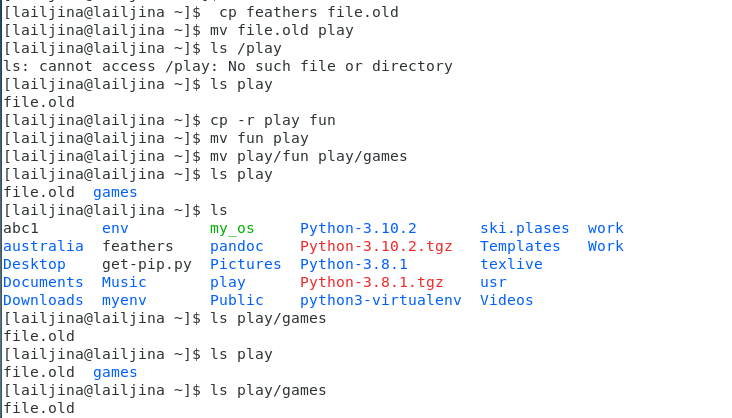 [lailjina@lailjina ~]$  cp feathers file.old
[lailjina@lailjina ~]$ mv file.old play
[lailjina@lailjina ~]$ ls /play
ls: cannot access /play: No such file or directory
[lailjina@lailjina ~]$ ls play
file.old
[lailjina@lailjina ~]$ cp -r play fun
[lailjina@lailjina ~]$ mv fun play
[lailjina@lailjina ~]$ mv play/fun play/games
[lailjina@lailjina ~]$ ls play
file.old  games
[lailjina@lailjina ~]$ ls
abc1       env         my_os     Python-3.10.2       ski.plases  work
australia  feathers    pandoc    Python-3.10.2.tgz   Templates   Work
Desktop    get-pip.py  Pictures  Python-3.8.1        texlive
Documents  Music       play      Python-3.8.1.tgz    usr
Downloads  myenv       Public    python3-virtualenv  Videos
[lailjina@lailjina ~]$ ls play/games
file.old
[lailjina@lailjina ~]$ ls play
file.old  games
[lailjina@lailjina ~]$ ls play/games
file.old